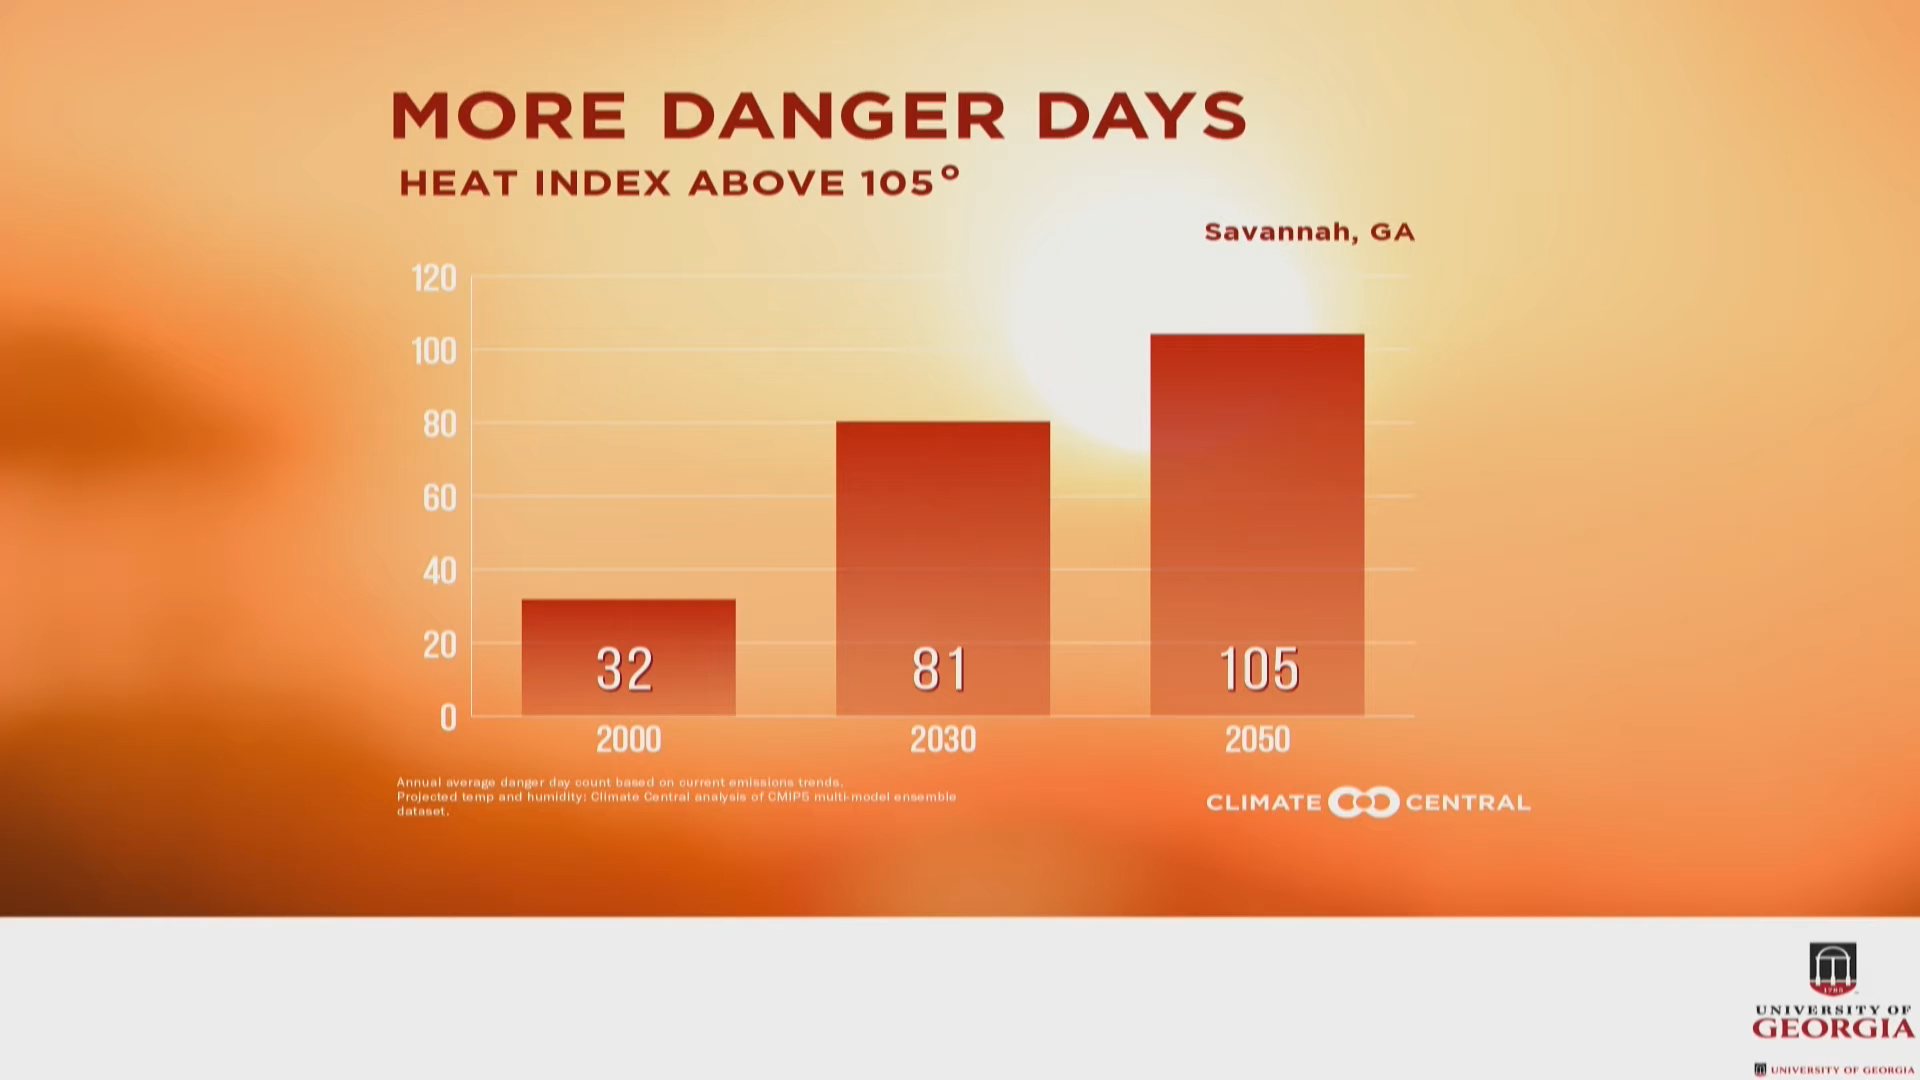 MORE DANGER DAYS
HEAT INDEX ABOVE 105°
Savannah, GA
120
100
80
60
40
20
0
32
81
105
2000
2030
2050
Annual average danger day count based on current emissions trends.
Projected temp and humidity: Climate Central analysis of CMIP5 multi-model ensemble
dataset.
CLIMATE CENTRAL
1785
UNIVERSITY OF
GEORGIA
UNIVERSITY OF GEORGIA